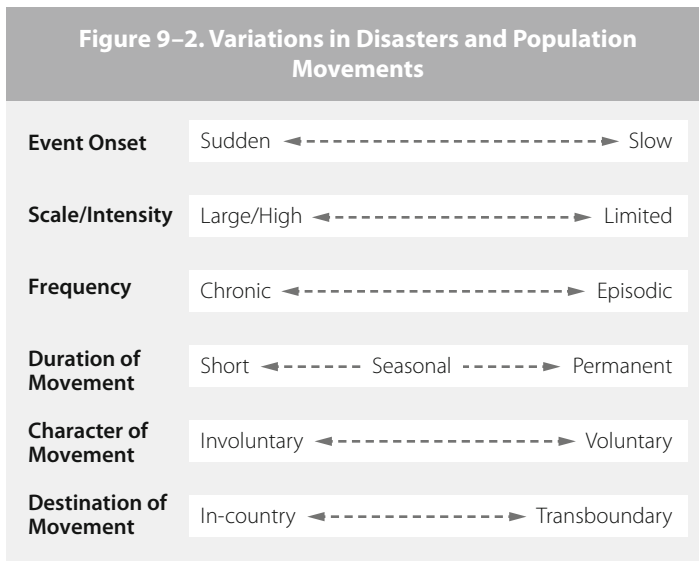 Figure 9–2. Variations in Disasters and Population
Movements
Event Onset
Sudden Slow
Scale/Intensity
Large/High Limited
Frequency
Chronic Episodic
Duration of
Movement
Short Seasonal Permanent
Character of
Movement
Involuntary Voluntary
Destination of
Movement
In-country Transboundary